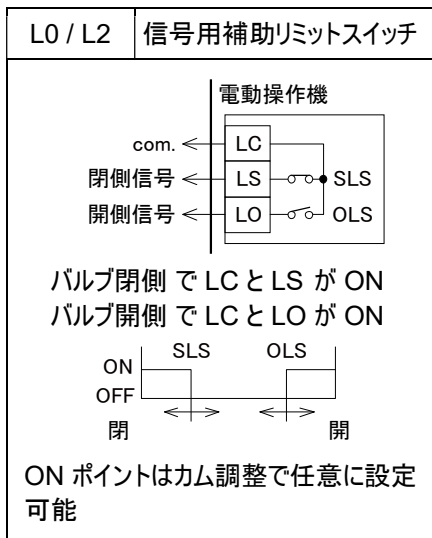 L0 / L2 信号用補助リミットスイッチ
電動操作機
com. LC
閉側信号 LS SLS
開側信号 LO OLS
バルブ閉側 で LC と LS が ON
バルブ開側 で LC と LO が ON
SLS OLS
ON
OFF
閉 開
ON ポイントはカム調整で任意に設定
可能